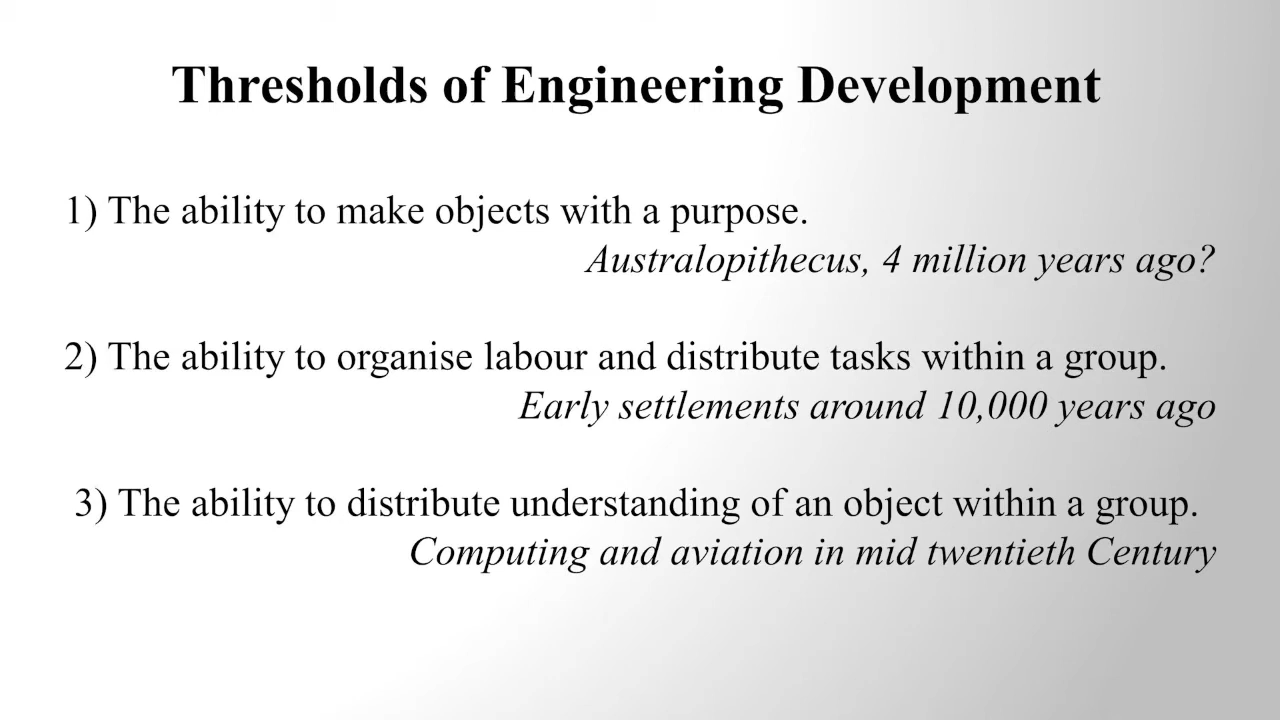 Thresholds of Engineering Development
1) The ability to make objects with a purpose.
Australopithecus, 4 million years ago?
2) The ability to organise labour and distribute tasks within a group.
Early settlements around 10,000 years ago
3) The ability to distribute understanding of an object within a group.
Computing and aviation in mid twentieth Century